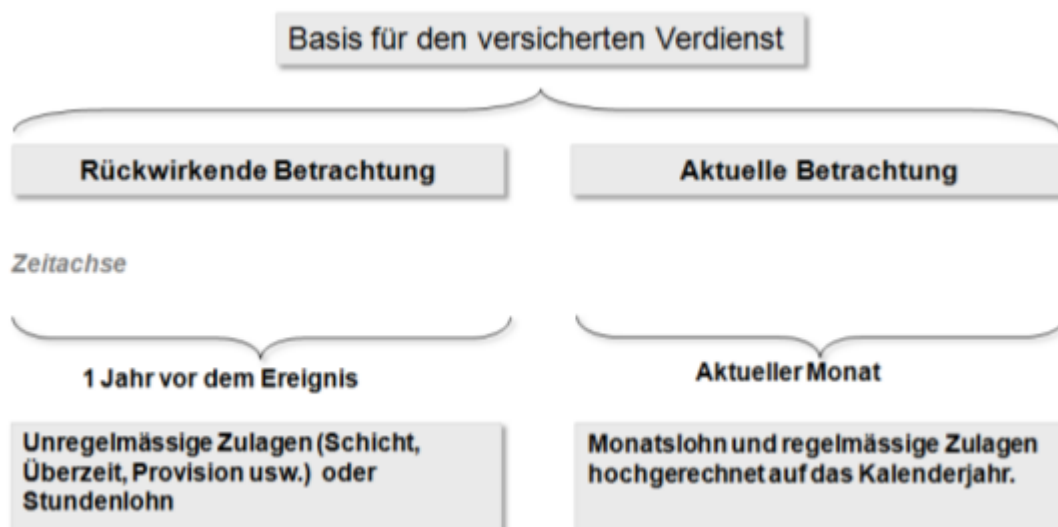 Basis für den versicherten Verdienst
Rückwirkende Betrachtung
Aktuelle Betrachtung
Zeitachse
1 Jahr vor dem Ereignis
Aktueller Monat
Unregelmässige Zulagen (Schicht,
Überzeit, Provision usw.) oder
Stundenlohn
Monatslohn und regelmässige Zulagen
hochgerechnet auf das Kalenderjahr.